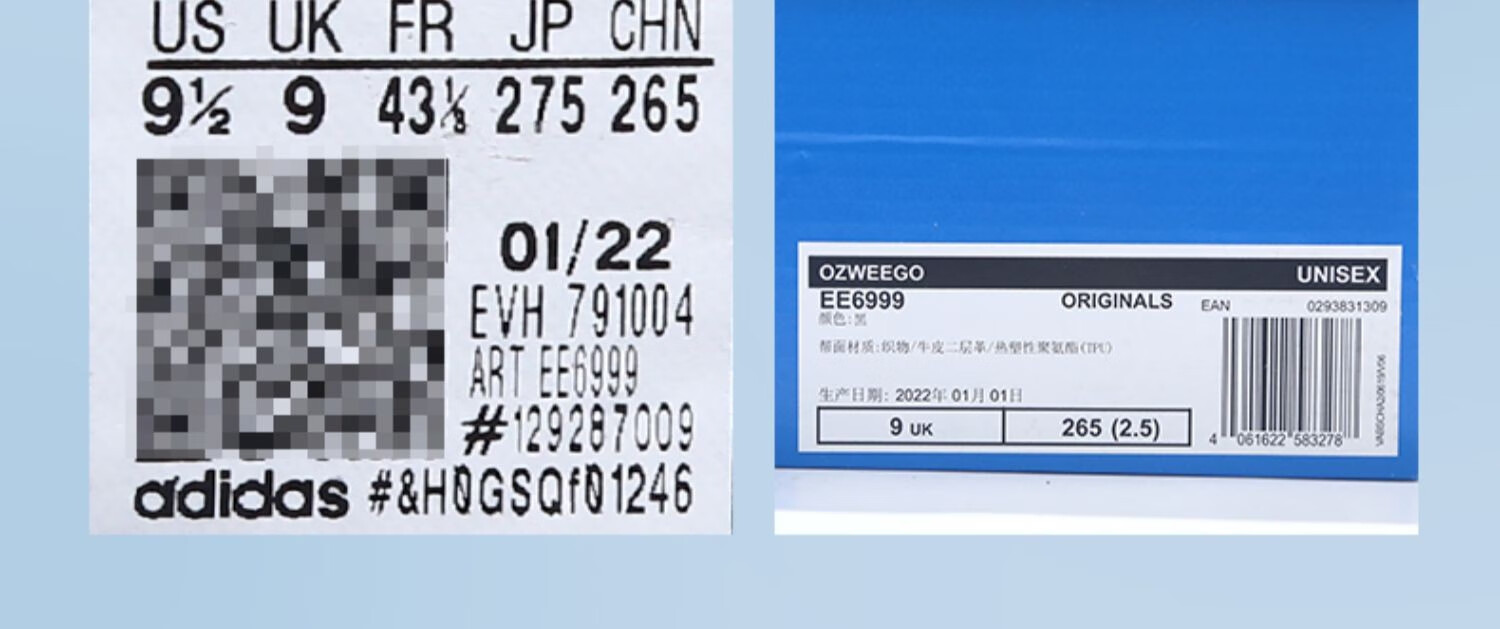 US UK FR JP CHN
9½ 9 43⅓ 275 265
01/22
EVH 791004
ART EE6999
#129287009
adidas #&H0GSQf01246
OZWEEGO UNISEX
EE6999 ORIGINALS EAN 0293831309
颜色:黑
帮面材质:织物/牛皮二层革/热塑性聚氨酯(TPU)
生产日期: 2022年 01月 01日
9 UK 265 (2.5)
4 061622 583278